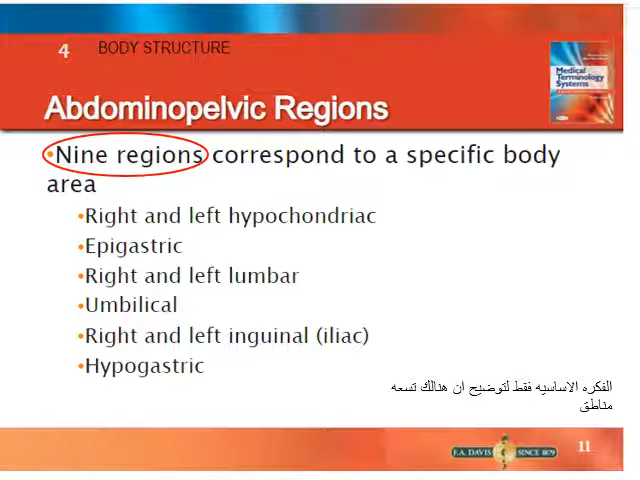 4 BODY STRUCTURE
Medical
Terminology
Systems
Abdominopelvic Regions
•Nine regions correspond to a specific body
area
•Right and left hypochondriac
•Epigastric
•Right and left lumbar
•Umbilical
•Right and left inguinal (iliac)
•Hypogastric
الفكره الاساسيه فقط لتوضيح ان هنالك تسعه
مناطق
F.A. DAVIS SINCE 1879 11